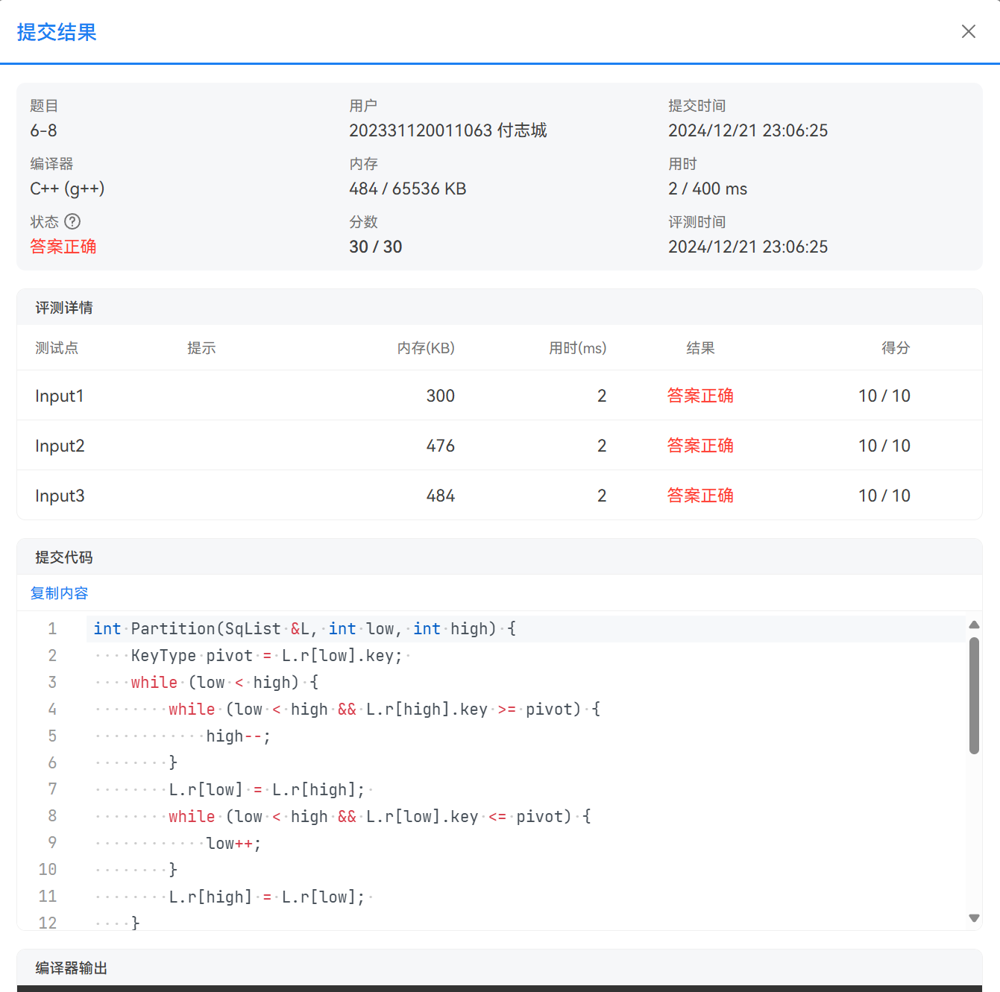 提交结果
题目 用户 提交时间
6-8 202331120011063 付志城 2024/12/21 23:06:25
编译器 内存 用时
C++ (g++) 484 / 65536 KB 2 / 400 ms
状态 分数 评测时间
答案正确 30 / 30 2024/12/21 23:06:25
评测详情
测试点 提示 内存(KB) 用时(ms) 结果 得分
Input1 300 2 答案正确 10 / 10
Input2 476 2 答案正确 10 / 10
Input3 484 2 答案正确 10 / 10
提交代码
复制内容
1 int Partition(SqList &L, int low, int high) {
2     KeyType pivot = L.r[low].key;
3     while (low < high) {
4         while (low < high && L.r[high].key >= pivot) {
5             high--;
6         }
7         L.r[low] = L.r[high];
8         while (low < high && L.r[low].key <= pivot) {
9             low++;
10         }
11         L.r[high] = L.r[low];
12     }
编译器输出